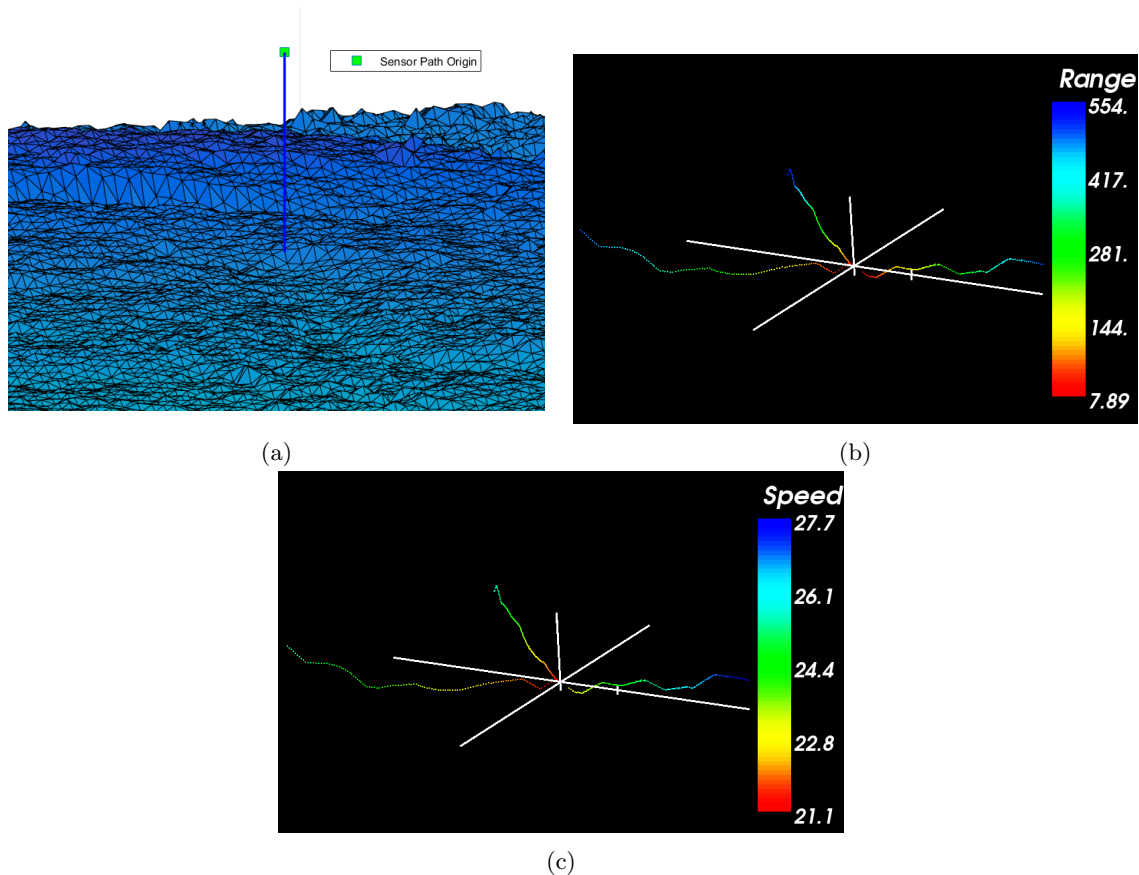 Sensor Path Origin
Range
554.
417.
281.
144.
7.89
(a)
(b)
Speed
27.7
26.1
24.4
22.8
21.1
(c)